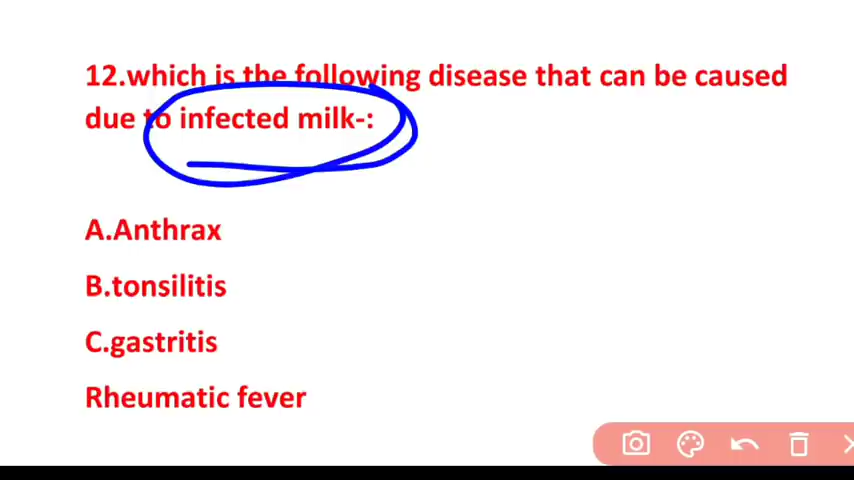 12.which is the following disease that can be caused
due to infected milk-:
A.Anthrax
B.tonsilitis
C.gastritis
Rheumatic fever